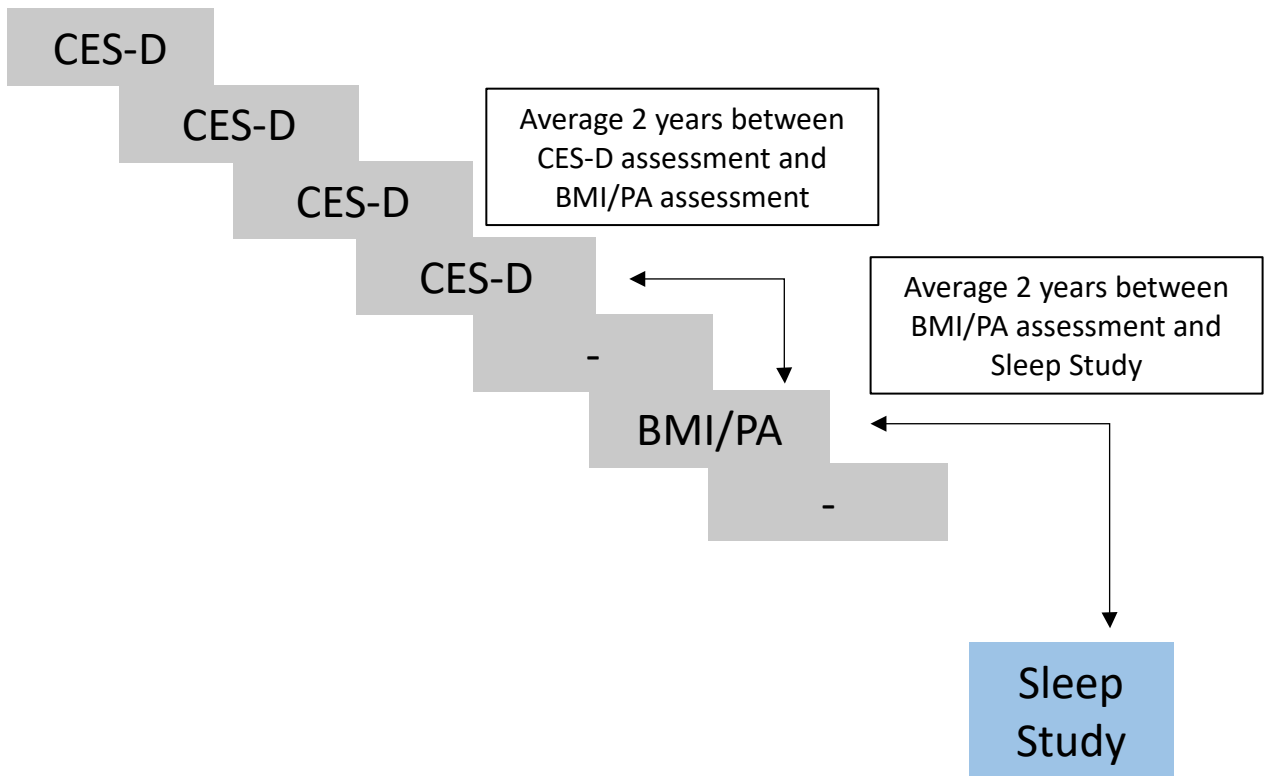 CES-D
CES-D
Average 2 years between
CES-D assessment and
BMI/PA assessment
CES-D
CES-D
Average 2 years between
BMI/PA assessment and
Sleep Study
-
BMI/PA
-
Sleep
Study